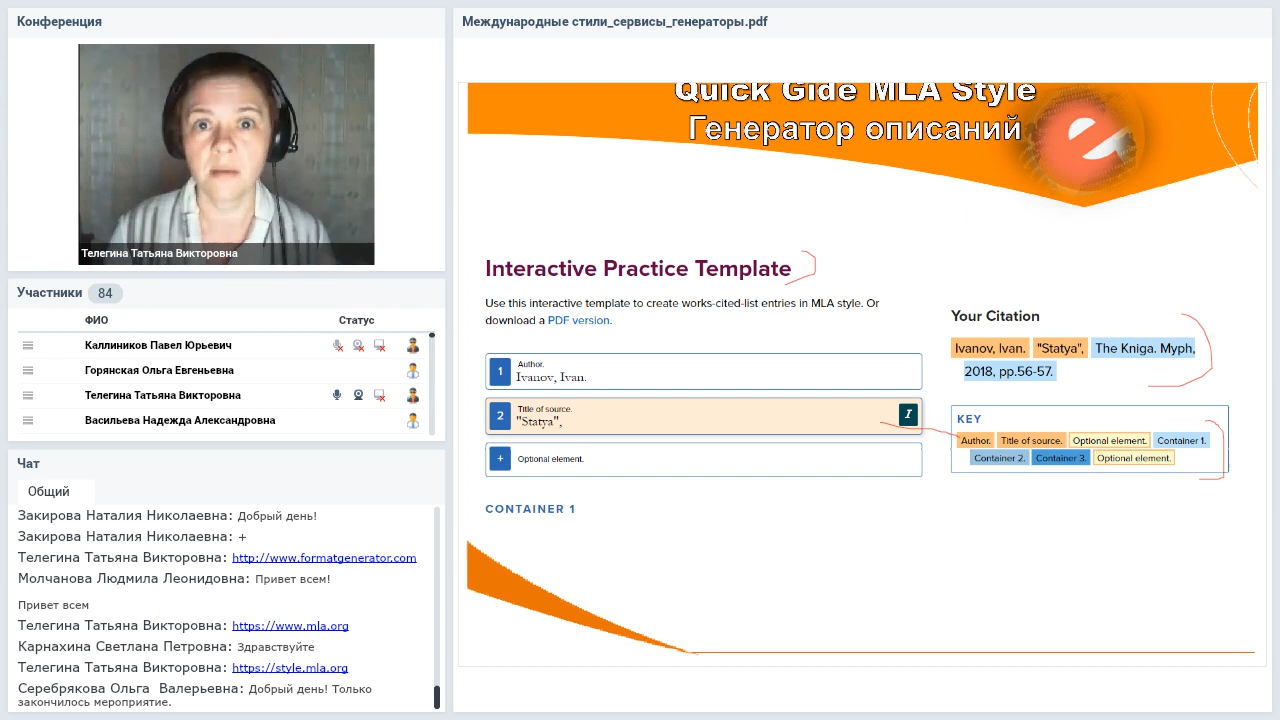 Конференция
Телегина Татьяна Викторовна
Участники 84
ФИО Статус
Каллиников Павел Юрьевич
Горянская Ольга Евгеньевна
Телегина Татьяна Викторовна
Васильева Надежда Александровна
Чат
Общий
Закирова Наталия Николаевна: Добрый день!
Закирова Наталия Николаевна: +
Телегина Татьяна Викторовна: http://www.formatgenerator.com
Молчанова Людмила Леонидовна: Привет всем!
Привет всем
Телегина Татьяна Викторовна: https://www.mla.org
Карнахина Светлана Петровна: Здравствуйте
Телегина Татьяна Викторовна: https://style.mla.org
Серебрякова Ольга Валерьевна: Добрый день! Только
закончилось мероприятие.
Международные стили_сервисы_генераторы.pdf
Quick Gide MLA Style
Генератор описаний
Interactive Practice Template
Use this interactive template to create works-cited-list entries in MLA style. Or
download a PDF version.
1 Author.
Ivanov, Ivan.
2 Title of source.
"Statya",
I
+ Optional element.
CONTAINER 1
Your Citation
Ivanov, Ivan. "Statya", The Kniga. Myph,
2018, pp.56-57.
KEY
Author. Title of source. Optional element. Container 1.
Container 2. Container 3. Optional element.